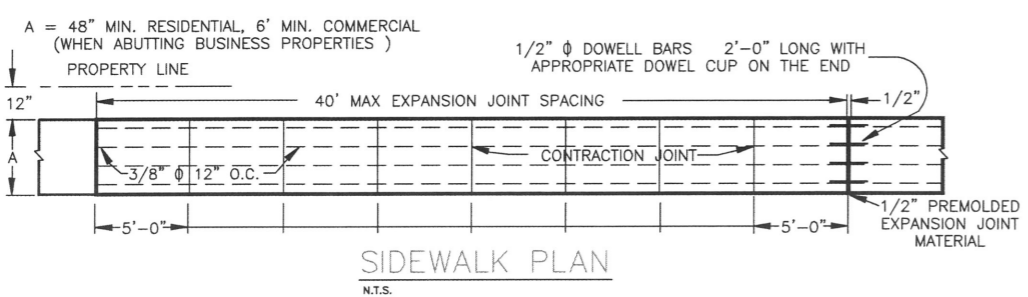 A = 48" MIN. RESIDENTIAL, 6' MIN. COMMERCIAL
(WHEN ABUTTING BUSINESS PROPERTIES )
PROPERTY LINE
1/2" ϕ DOWELL BARS 2'-0" LONG WITH
APPROPRIATE DOWEL CUP ON THE END
12"
40' MAX EXPANSION JOINT SPACING
1/2"
A
3/8" ϕ 12" O.C.
CONTRACTION JOINT
5'-0"
5'-0"
1/2" PREMOLDED
EXPANSION JOINT
MATERIAL
SIDEWALK PLAN
N.T.S.